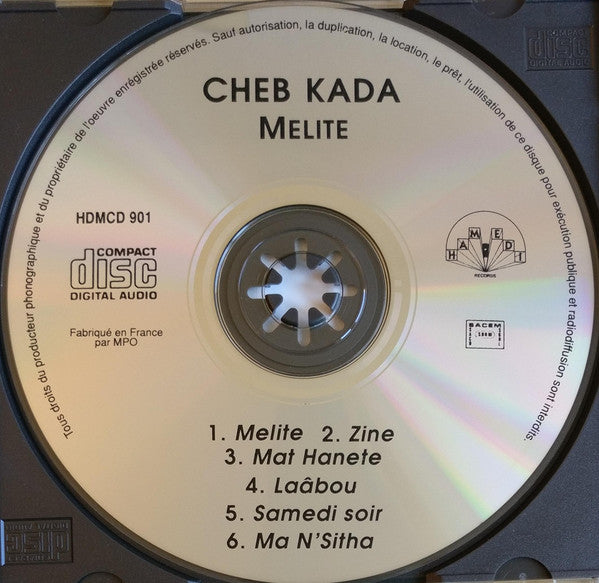 Tous droits du producteur phonographique et du propriétaire de l'oeuvre enregistrée réservés. Sauf autorisation, la duplication, la location, le prêt, l'utilisation de ce disque pour exécution publique et radiodiffusion sont interdits.
CHEB KADA
MELITE
HDMCD 901
COMPACT
disc
DIGITAL AUDIO
HAMEDI
RECORDS
Fabriqué en France
par MPO
SACEM
1. Melite 2. Zine
3. Mat Hanete
4. Laâbou
5. Samedi soir
6. Ma N'Sitha
COMPACT
disc
DIGITAL AUDIO